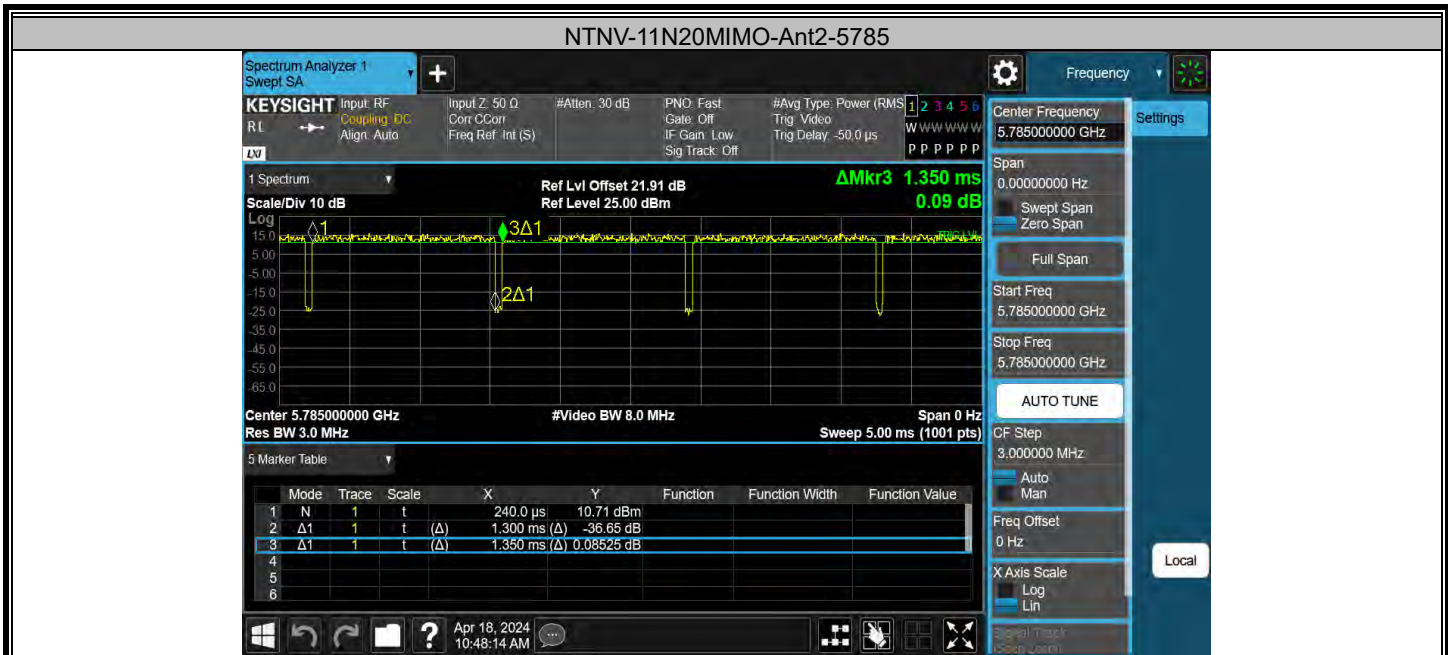 NTNV-11N20MIMO-Ant2-5785
Spectrum Analyzer 1
Swept SA
Frequency
KEYSIGHT
RL
LXI
Input: RF
Coupling: DC
Align: Auto
Input Z: 50 Ω
Corr CCorr
Freq Ref: Int (S)
#Atten: 30 dB
PNO: Fast
Gate: Off
IF Gain: Low
Sig Track: Off
#Avg Type: Power (RMS
Trig: Video
Trig Delay: -50.0 µs
1 2 3 4 5 6
W W W W W W
P P P P P P
1 Spectrum
Scale/Div 10 dB
Ref Lvl Offset 21.91 dB
Ref Level 25.00 dBm
ΔMkr3 1.350 ms
0.09 dB
Log
15.0
5.00
-5.00
-15.0
-25.0
-35.0
-45.0
-55.0
-65.0
1
3Δ1
2Δ1
TRIG LVL
Center 5.785000000 GHz
#Video BW 8.0 MHz
Span 0 Hz
Res BW 3.0 MHz
Sweep 5.00 ms (1001 pts)
5 Marker Table
Mode Trace Scale X Y Function Function Width Function Value
1 N 1 t 240.0 µs 10.71 dBm
2 Δ1 1 t (Δ) 1.300 ms (Δ) -36.65 dB
3 Δ1 1 t (Δ) 1.350 ms (Δ) 0.08525 dB
4
5
6
Apr 18, 2024
10:48:14 AM
Center Frequency
5.785000000 GHz
Settings
Span
0.00000000 Hz
Swept Span
Zero Span
Full Span
Start Freq
5.785000000 GHz
Stop Freq
5.785000000 GHz
AUTO TUNE
CF Step
3.000000 MHz
Auto
Man
Freq Offset
0 Hz
X Axis Scale
Log
Lin
Local
Signal Track
(Span Zoom)